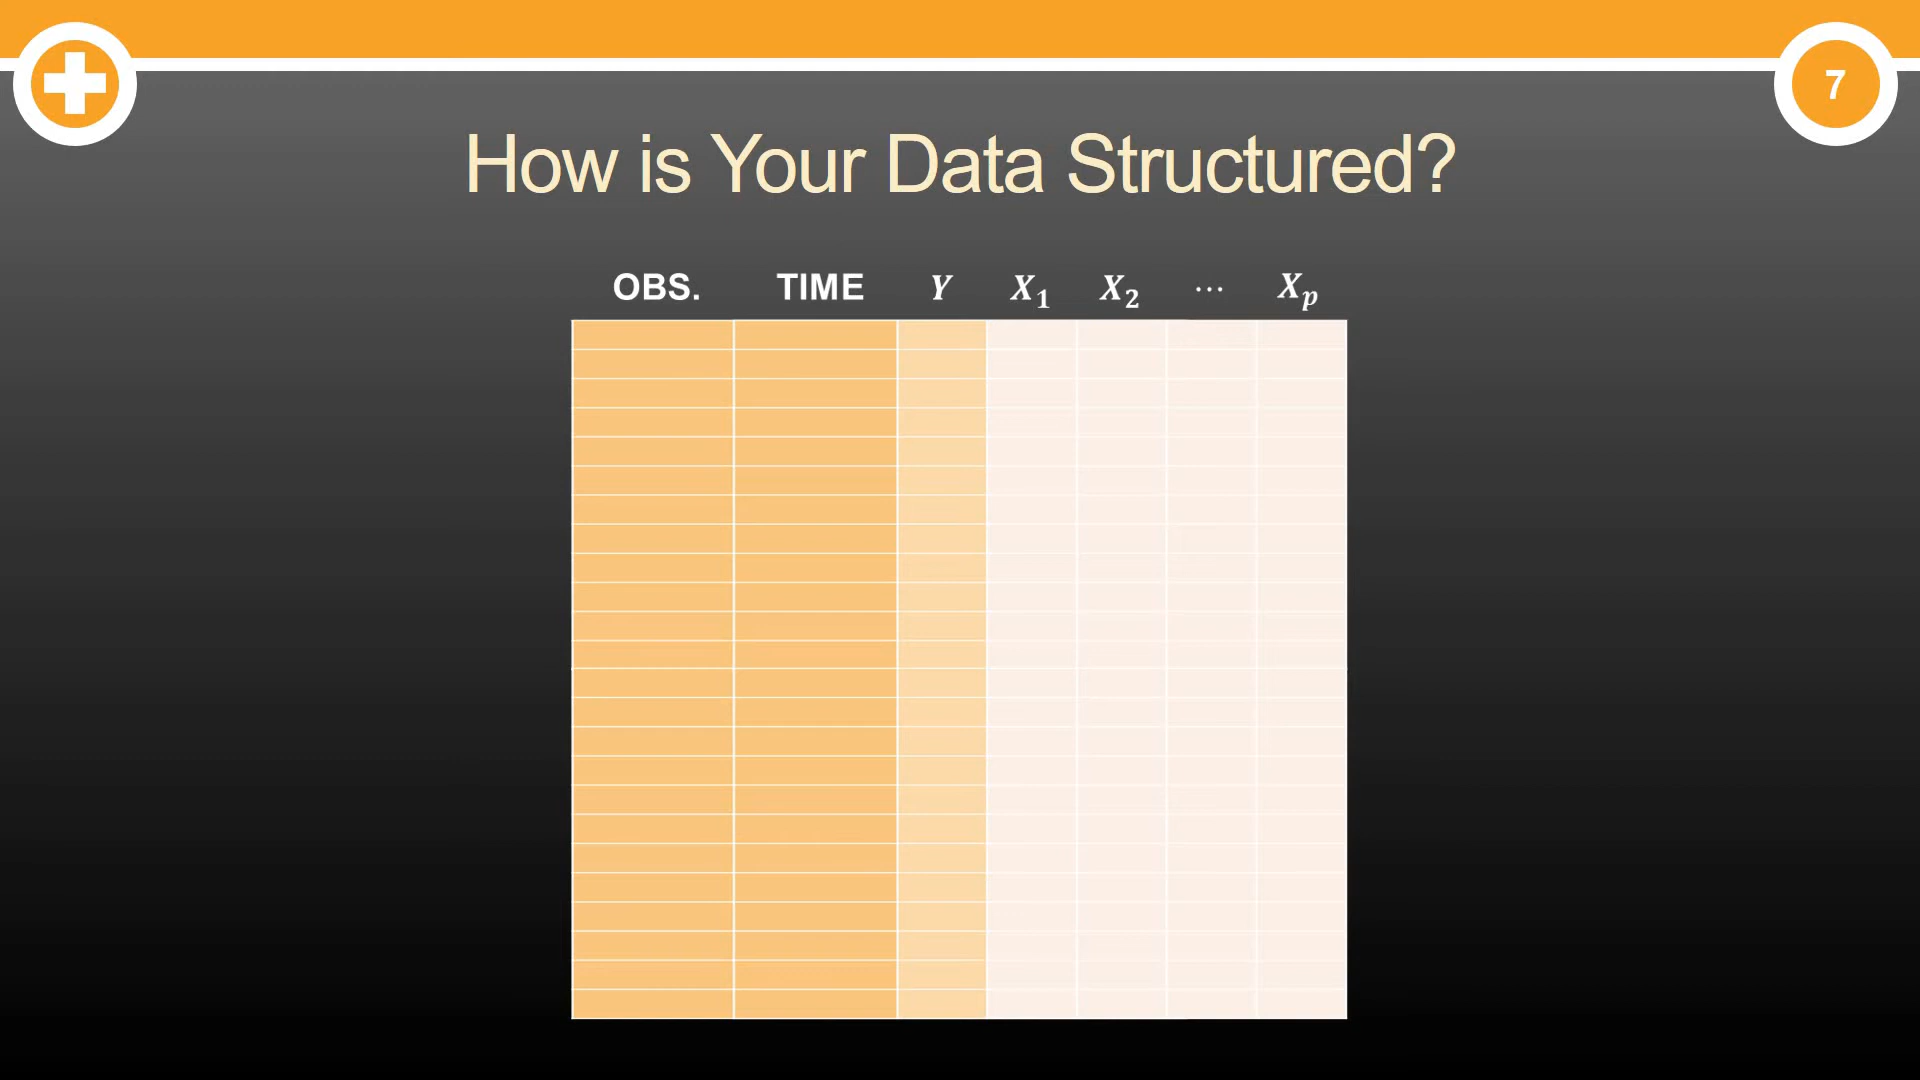 7
How is Your Data Structured?
OBS. TIME Y X₁ X₂ ⋯ Xₚ